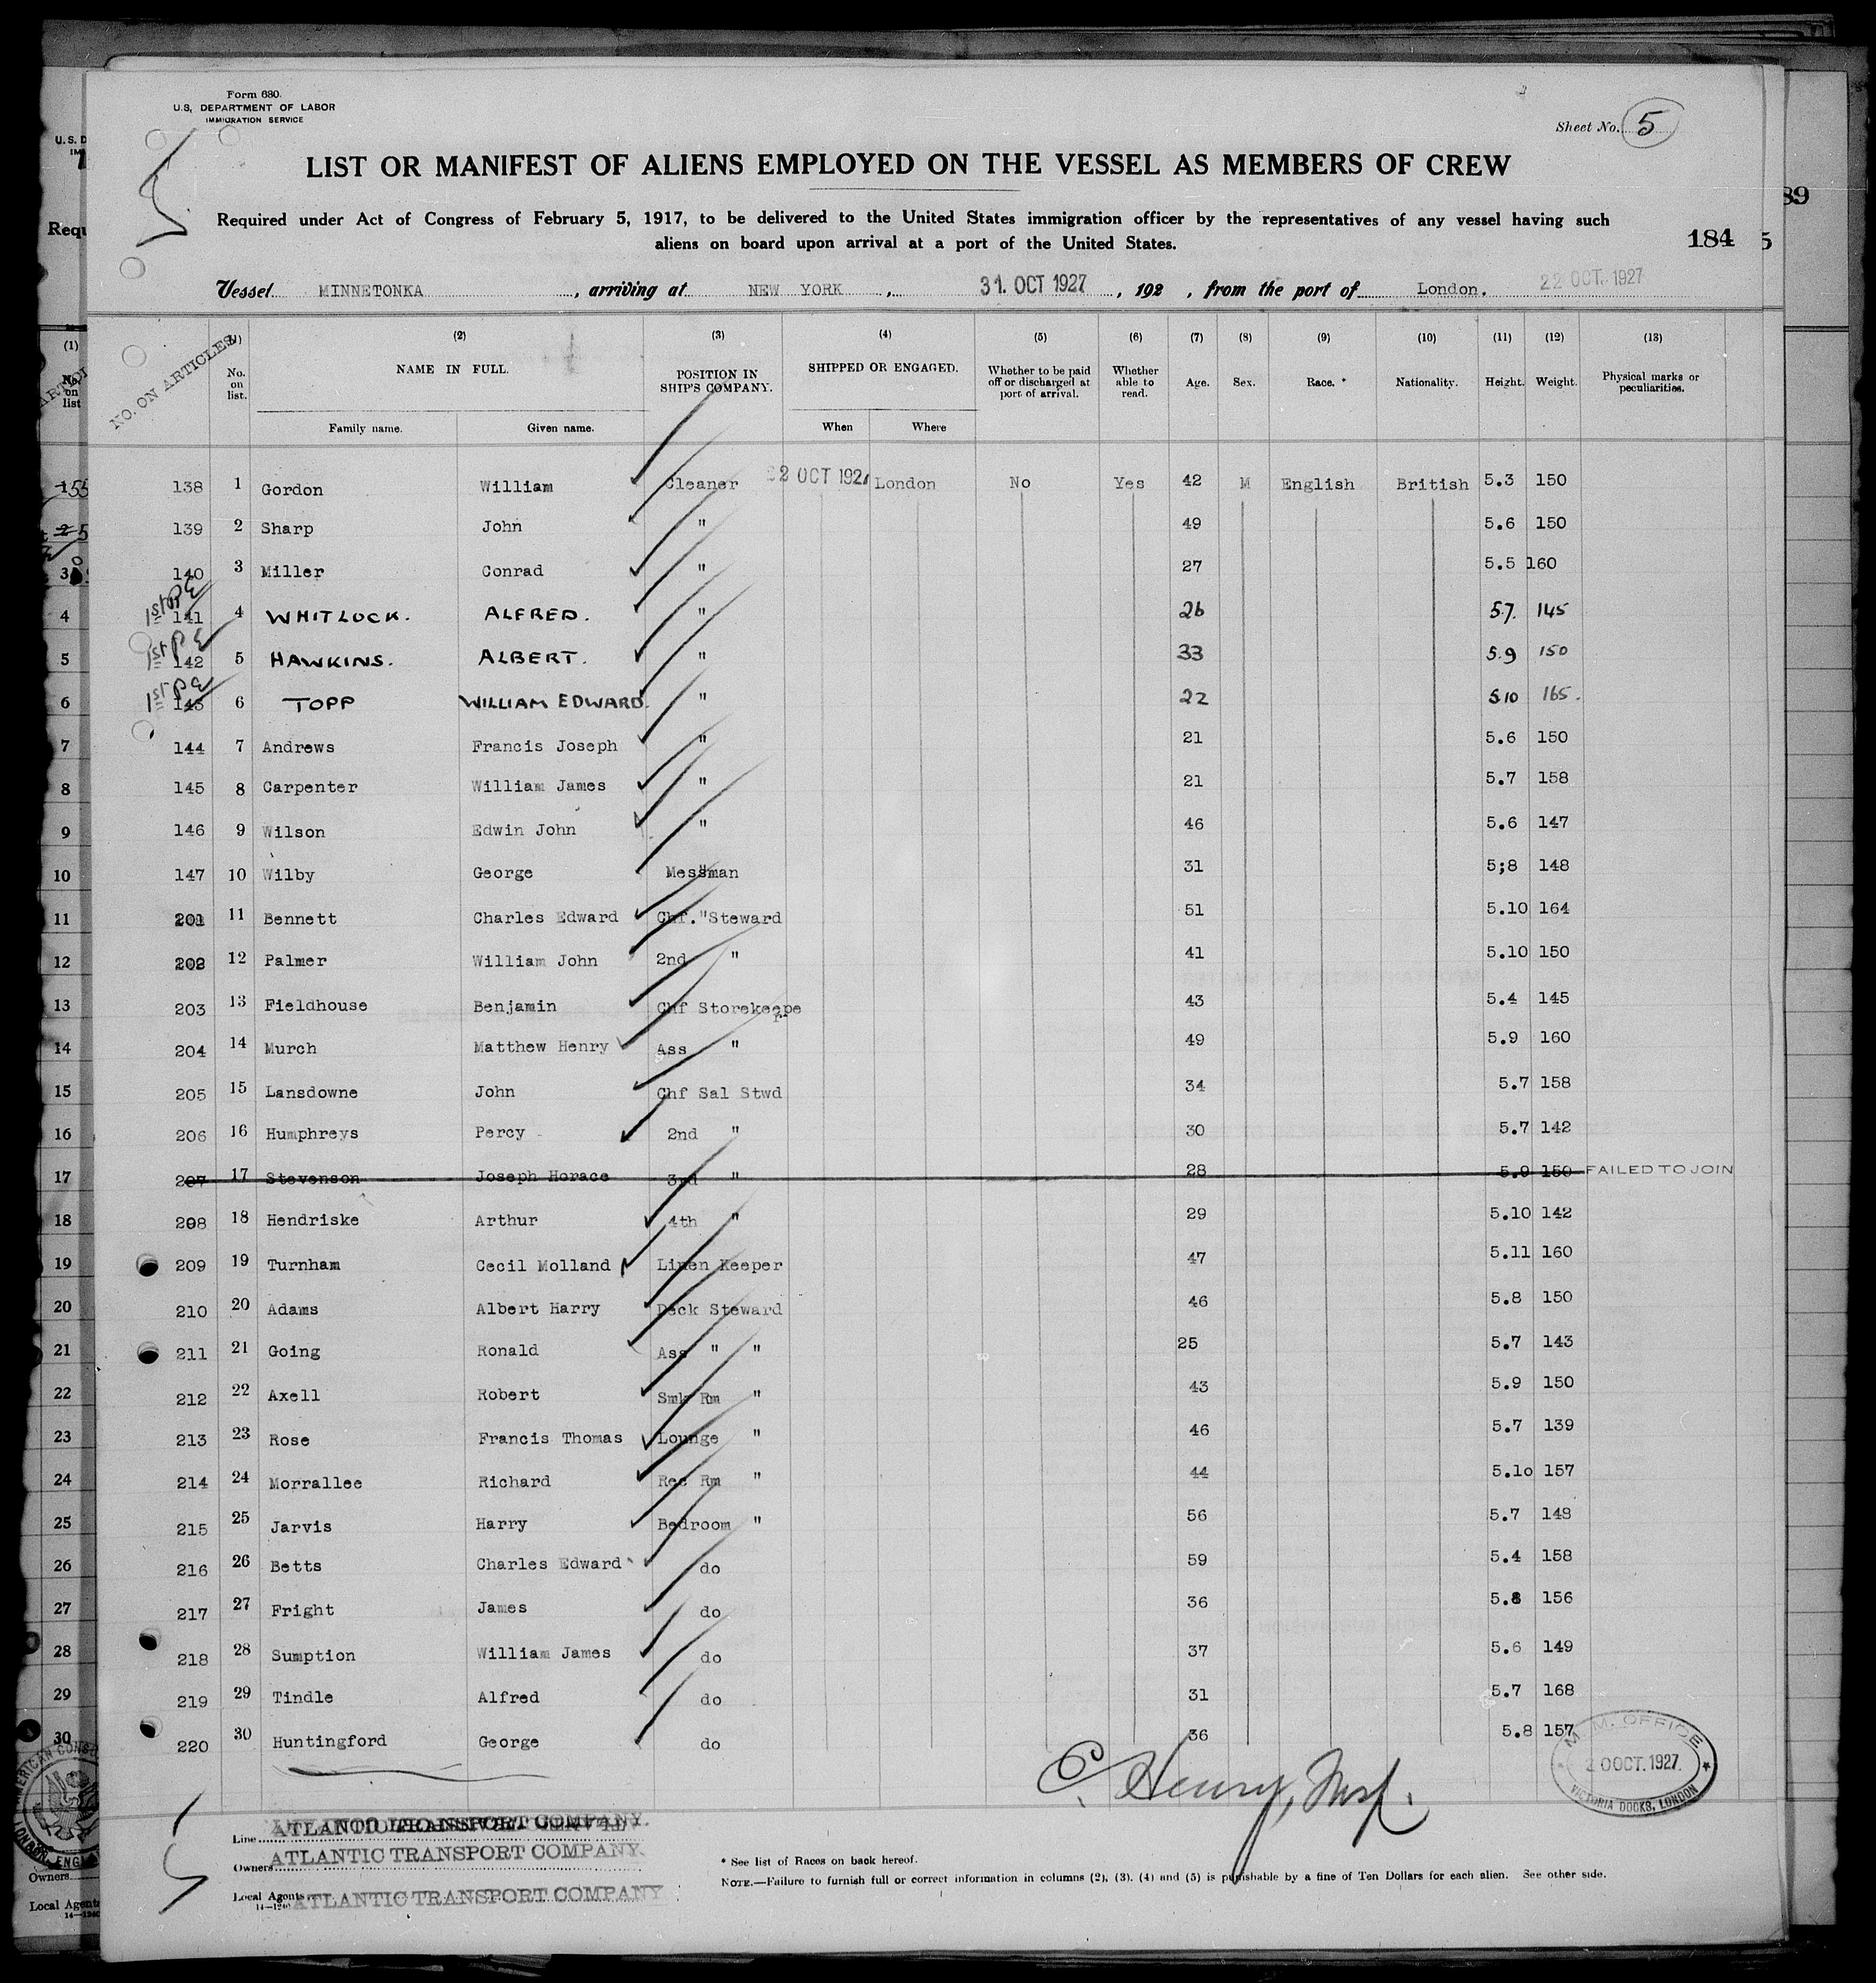 Form 680.
U.S. DEPARTMENT OF LABOR
IMMIGRATION SERVICE
Sheet No. 5
LIST OR MANIFEST OF ALIENS EMPLOYED ON THE VESSEL AS MEMBERS OF CREW
Required under Act of Congress of February 5, 1917, to be delivered to the United States immigration officer by the representatives of any vessel having such
aliens on board upon arrival at a port of the United States.
184
Vessel MINNETONKA , arriving at NEW YORK , 31. OCT 1927 , 192 , from the port of London. 22 OCT. 1927
NO. ON ARTICLES
(1) (2) (3) (4) (5) (6) (7) (8) (9) (10) (11) (12) (13)
No. on list. NAME IN FULL. POSITION IN SHIP'S COMPANY. SHIPPED OR ENGAGED. Whether to be paid off or discharged at port of arrival. Whether able to read. Age. Sex. Race. * Nationality. Height. Weight. Physical marks or peculiarities.
Family name. Given name. When Where
138 1 Gordon William Cleaner 22 OCT 1927 London No Yes 42 M English British 5.3 150
139 2 Sharp John " 49 5.6 150
140 3 Miller Conrad " 27 5.5 160
141 4 WHITLOCK. ALFRED. " 26 5.7. 145
142 5 HAWKINS. ALBERT. " 33 5.9 150
143 6 TOPP WILLIAM EDWARD. " 22 5.10 165.
144 7 Andrews Francis Joseph " 21 5.6 150
145 8 Carpenter William James " 21 5.7 158
146 9 Wilson Edwin John " 46 5.6 147
147 10 Wilby George Messman 31 5;8 148
201 11 Bennett Charles Edward Chf. "Steward 51 5.10 164
202 12 Palmer William John 2nd " 41 5.10 150
203 13 Fieldhouse Benjamin Chf Storekeeper 43 5.4 145
204 14 Murch Matthew Henry Ass " 49 5.9 160
205 15 Lansdowne John Chf Sal Stwd 34 5.7 158
206 16 Humphreys Percy 2nd " 30 5.7 142
207 17 Stevenson Joseph Horace 3rd " 28 5.9 150 FAILED TO JOIN
208 18 Hendriske Arthur 4th " 29 5.10 142
209 19 Turnham Cecil Molland Linen Keeper 47 5.11 160
210 20 Adams Albert Harry Deck Steward 46 5.8 150
211 21 Going Ronald Ass " " 25 5.7 143
212 22 Axell Robert Smk Rm " 43 5.9 150
213 23 Rose Francis Thomas Lounge " 46 5.7 139
214 24 Morrallee Richard Rec Rm " 44 5.10 157
215 25 Jarvis Harry Bedroom " 56 5.7 148
216 26 Betts Charles Edward do 59 5.4 158
217 27 Fright James do 36 5.8 156
218 28 Sumption William James do 37 5.6 149
219 29 Tindle Alfred do 31 5.7 168
220 30 Huntingford George do 36 5.8 157
C. Henry, Insp.
M. M. OFFICE
20 OCT. 1927.
VICTORIA DOCKS, LONDON
Line ATLANTIC TRANSPORT COMPANY.
Owners ATLANTIC TRANSPORT COMPANY
Local Agents ATLANTIC TRANSPORT COMPANY
14—1240
* See list of Races on back hereof.
NOTE.—Failure to furnish full or correct information in columns (2), (3), (4) and (5) is punishable by a fine of Ten Dollars for each alien. See other side.